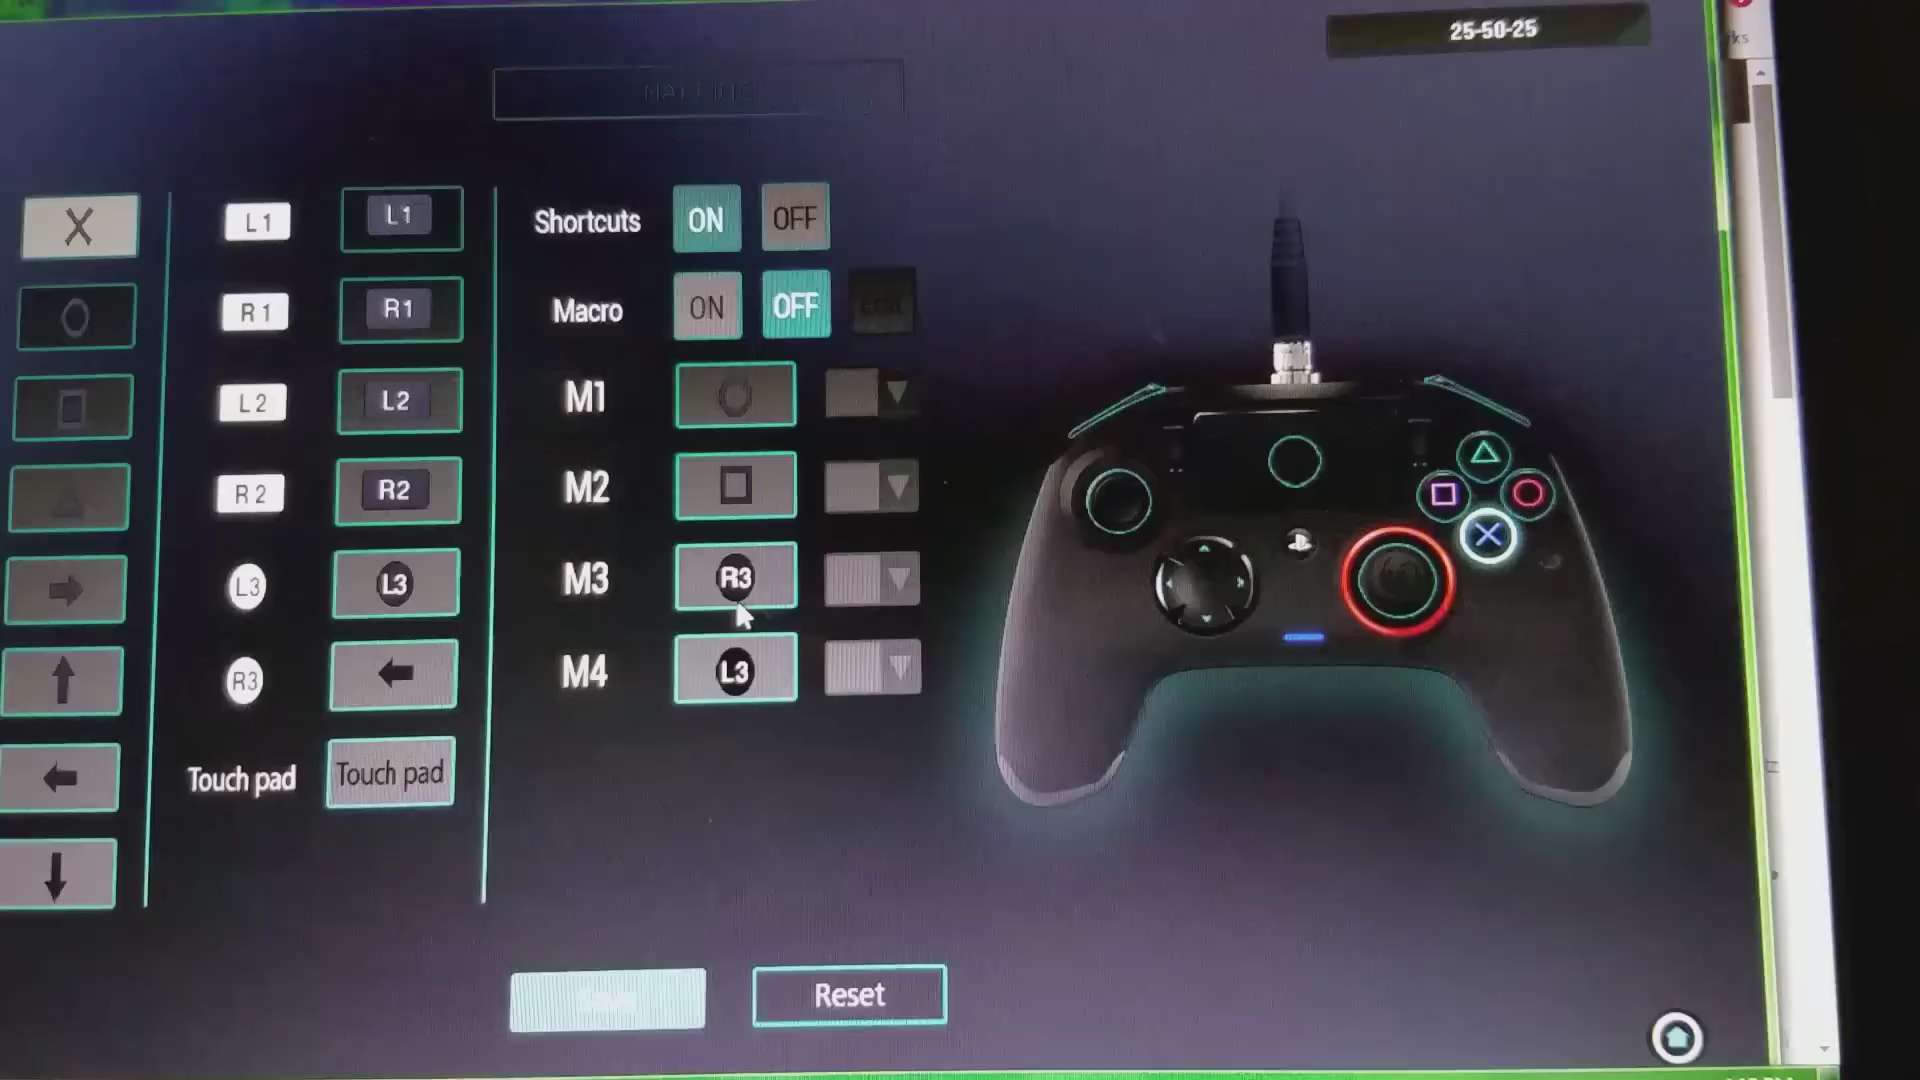 25-50-25
L1 L1
Shortcuts ON OFF
R1 R1
Macro ON OFF
L2 L2
M1
R2 R2
M2
L3 L3
M3 R3
R3
M4 L3
Touch pad Touch pad
Reset